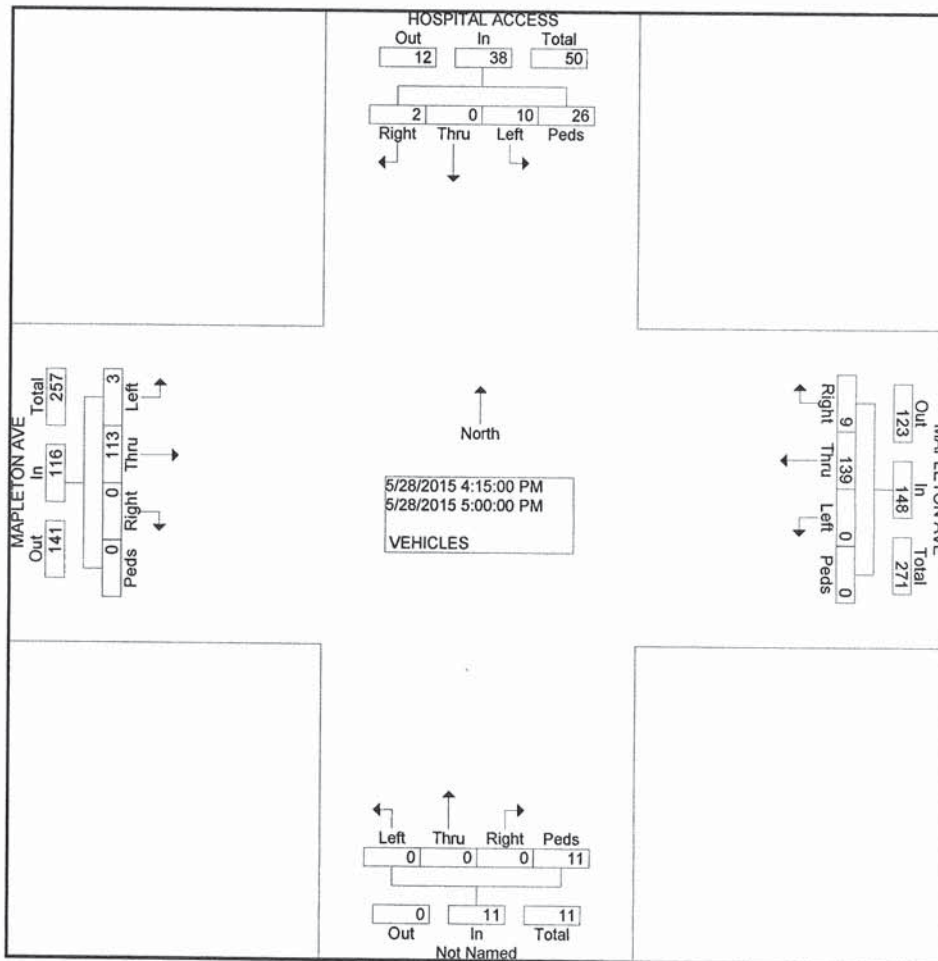 HOSPITAL ACCESS
Out In Total
12 38 50
2 0 10 26
Right Thru Left Peds
MAPLETON AVE
Total In Out
257 116 141
3 113 0 0
Left Thru Right Peds
North
5/28/2015 4:15:00 PM
5/28/2015 5:00:00 PM
VEHICLES
Right Thru Left Peds
9 139 0 0
Out In Total
123 148 271
MAPLETON AVE
Left Thru Right Peds
0 0 0 11
0 11 11
Out In Total
Not Named